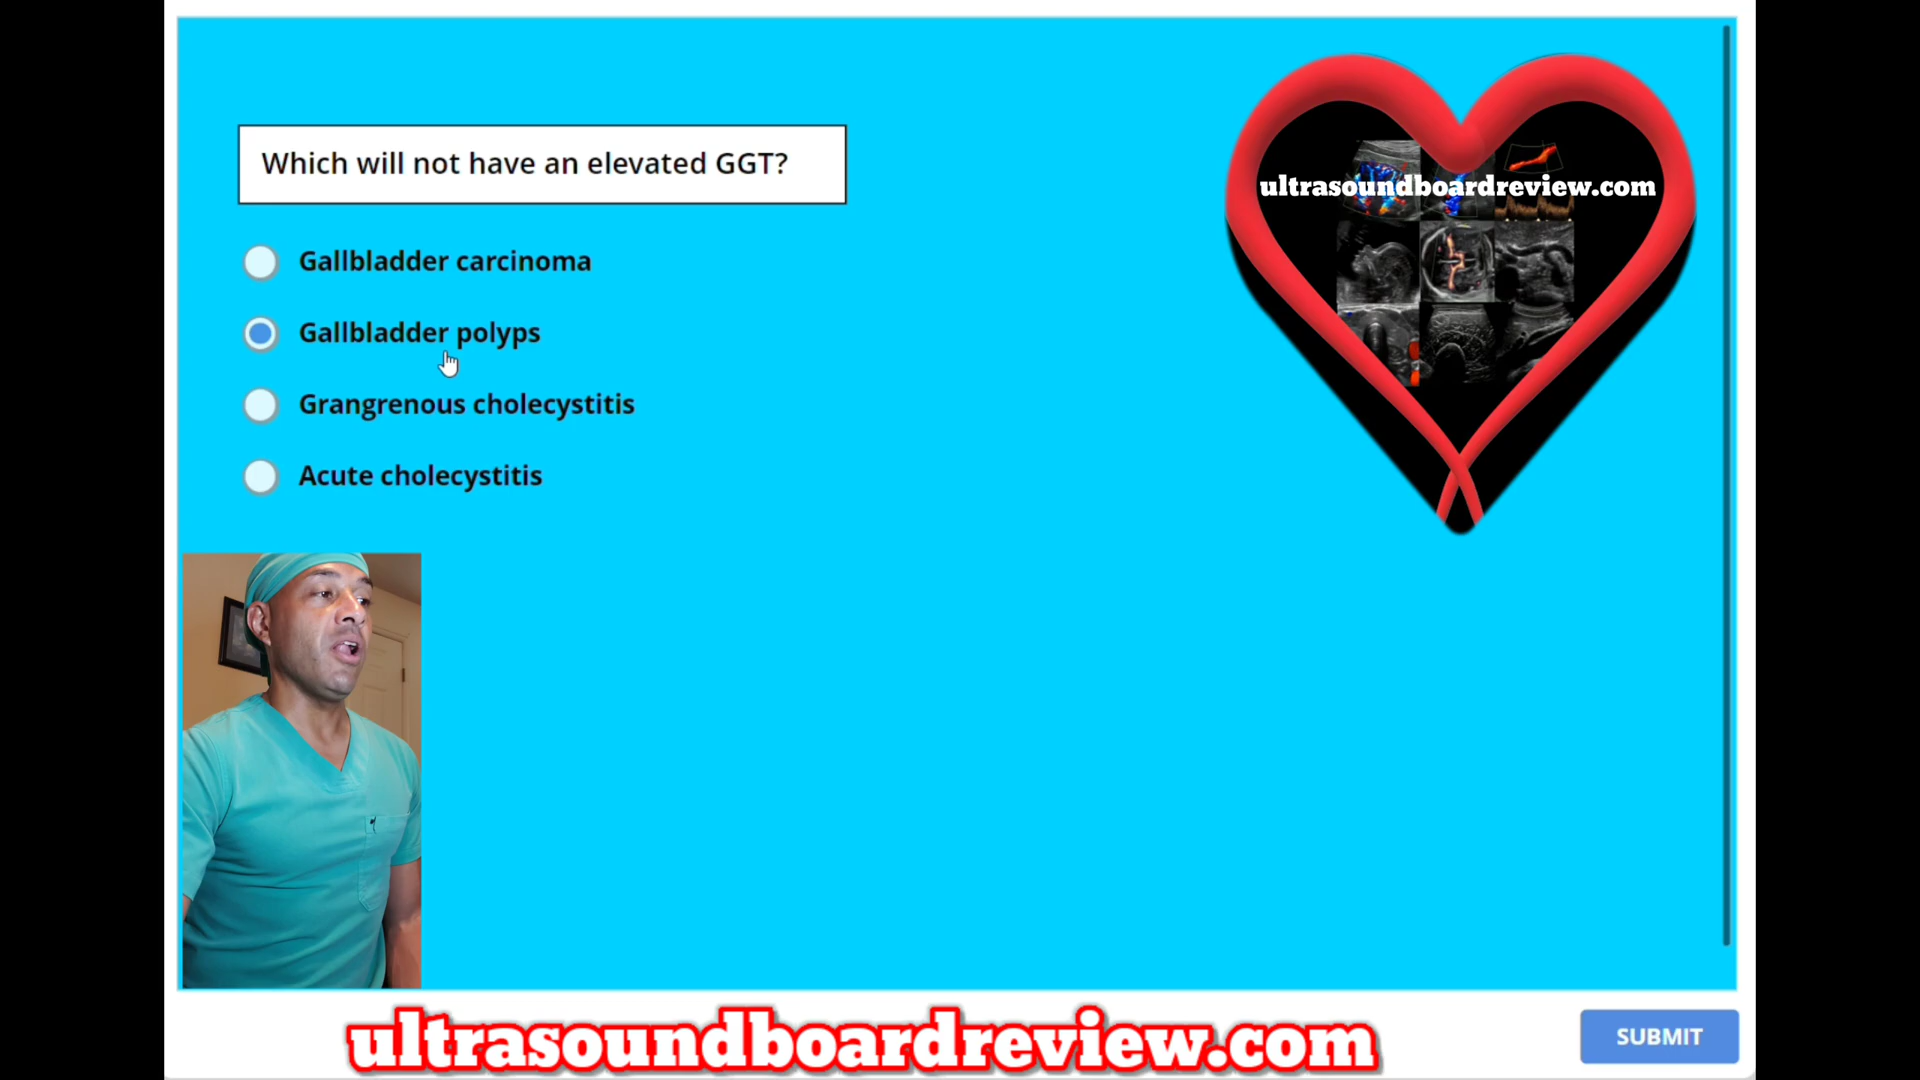 Which will not have an elevated GGT?
ultrasoundboardreview.com
Gallbladder carcinoma
Gallbladder polyps
Grangrenous cholecystitis
Acute cholecystitis
ultrasoundboardreview.com
SUBMIT